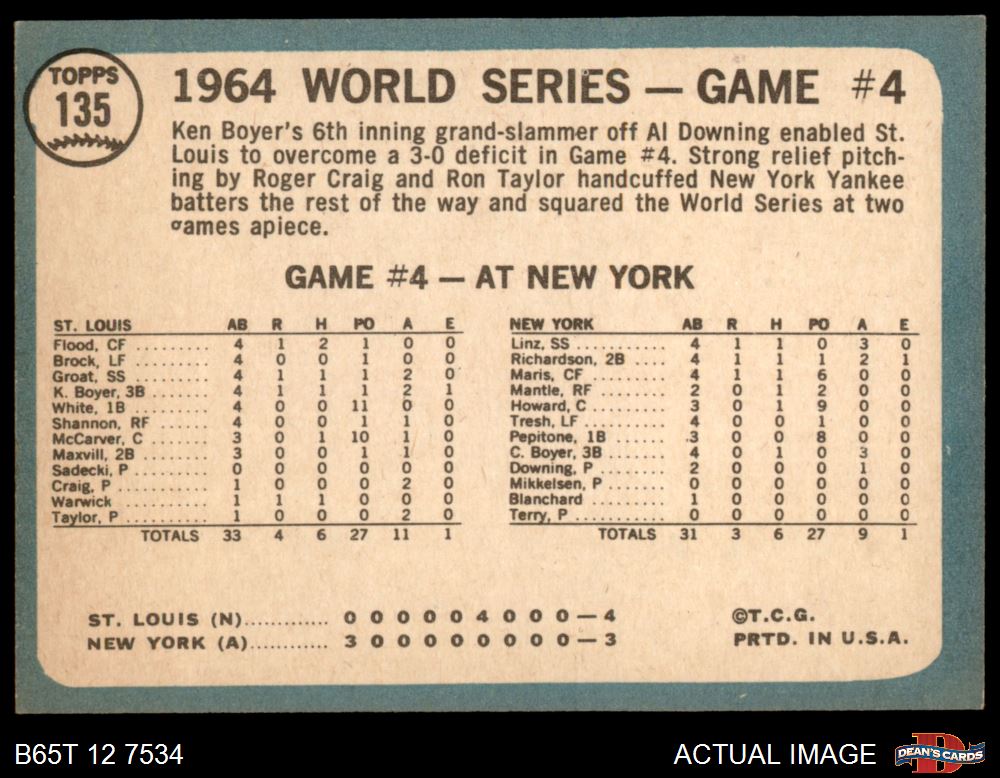 TOPPS
135
1964 WORLD SERIES — GAME #4
Ken Boyer's 6th inning grand-slammer off Al Downing enabled St.
Louis to overcome a 3-0 deficit in Game #4. Strong relief pitch-
ing by Roger Craig and Ron Taylor handcuffed New York Yankee
batters the rest of the way and squared the World Series at two
games apiece.
GAME #4 — AT NEW YORK
ST. LOUIS AB R H PO A E
Flood, CF .......... 4 1 2 1 0 0
Brock, LF .......... 4 0 0 1 0 0
Groat, SS .......... 4 1 1 1 2 0
K. Boyer, 3B ........ 4 1 1 1 2 1
White, 1B .......... 4 0 0 11 0 0
Shannon, RF ........ 4 0 0 1 1 0
McCarver, C ........ 3 0 1 10 1 0
Maxvill, 2B ......... 3 0 0 1 1 0
Sadecki, P .......... 0 0 0 0 0 0
Craig, P ............ 1 0 0 0 2 0
Warwick ........... 1 1 1 0 0 0
Taylor, P ........... 1 0 0 0 2 0
TOTALS 33 4 6 27 11 1
NEW YORK AB R H PO A E
Linz, SS ............ 4 1 1 0 3 0
Richardson, 2B ..... 4 1 1 1 2 1
Maris, CF .......... 4 1 1 6 0 0
Mantle, RF ......... 2 0 1 2 0 0
Howard, C .......... 3 0 1 9 0 0
Tresh, LF .......... 4 0 0 1 0 0
Pepitone, 1B ....... 3 0 0 8 0 0
C. Boyer, 3B ........ 4 0 1 0 3 0
Downing, P ......... 2 0 0 0 1 0
Mikkelsen, P ........ 0 0 0 0 0 0
Blanchard .......... 1 0 0 0 0 0
Terry, P ............ 0 0 0 0 0 0
TOTALS 31 3 6 27 9 1
ST. LOUIS (N)............. 0 0 0 0 0 4 0 0 0 — 4
NEW YORK (A)............ 3 0 0 0 0 0 0 0 0 — 3
©T.C.G.
PRTD. IN U.S.A.
B65T 12 7534
ACTUAL IMAGE
D
DEAN'S CARDS